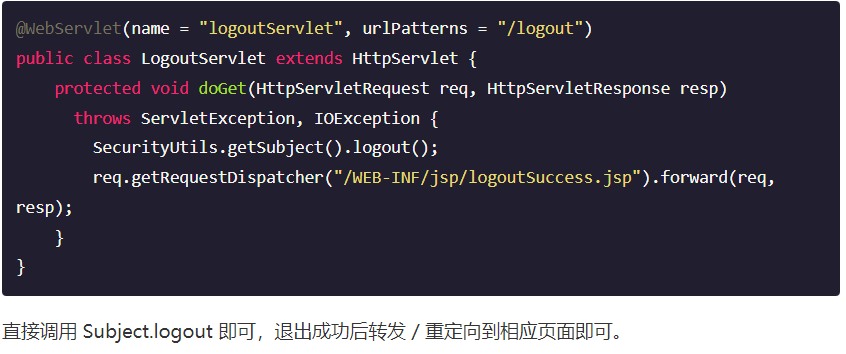 @WebServlet(name = "logoutServlet", urlPatterns = "/logout")
public class LogoutServlet extends HttpServlet {
    protected void doGet(HttpServletRequest req, HttpServletResponse resp)
      throws ServletException, IOException {
        SecurityUtils.getSubject().logout();
        req.getRequestDispatcher("/WEB-INF/jsp/logoutSuccess.jsp").forward(req,
resp);
    }
}
直接调用 Subject.logout 即可，退出成功后转发 / 重定向到相应页面即可。